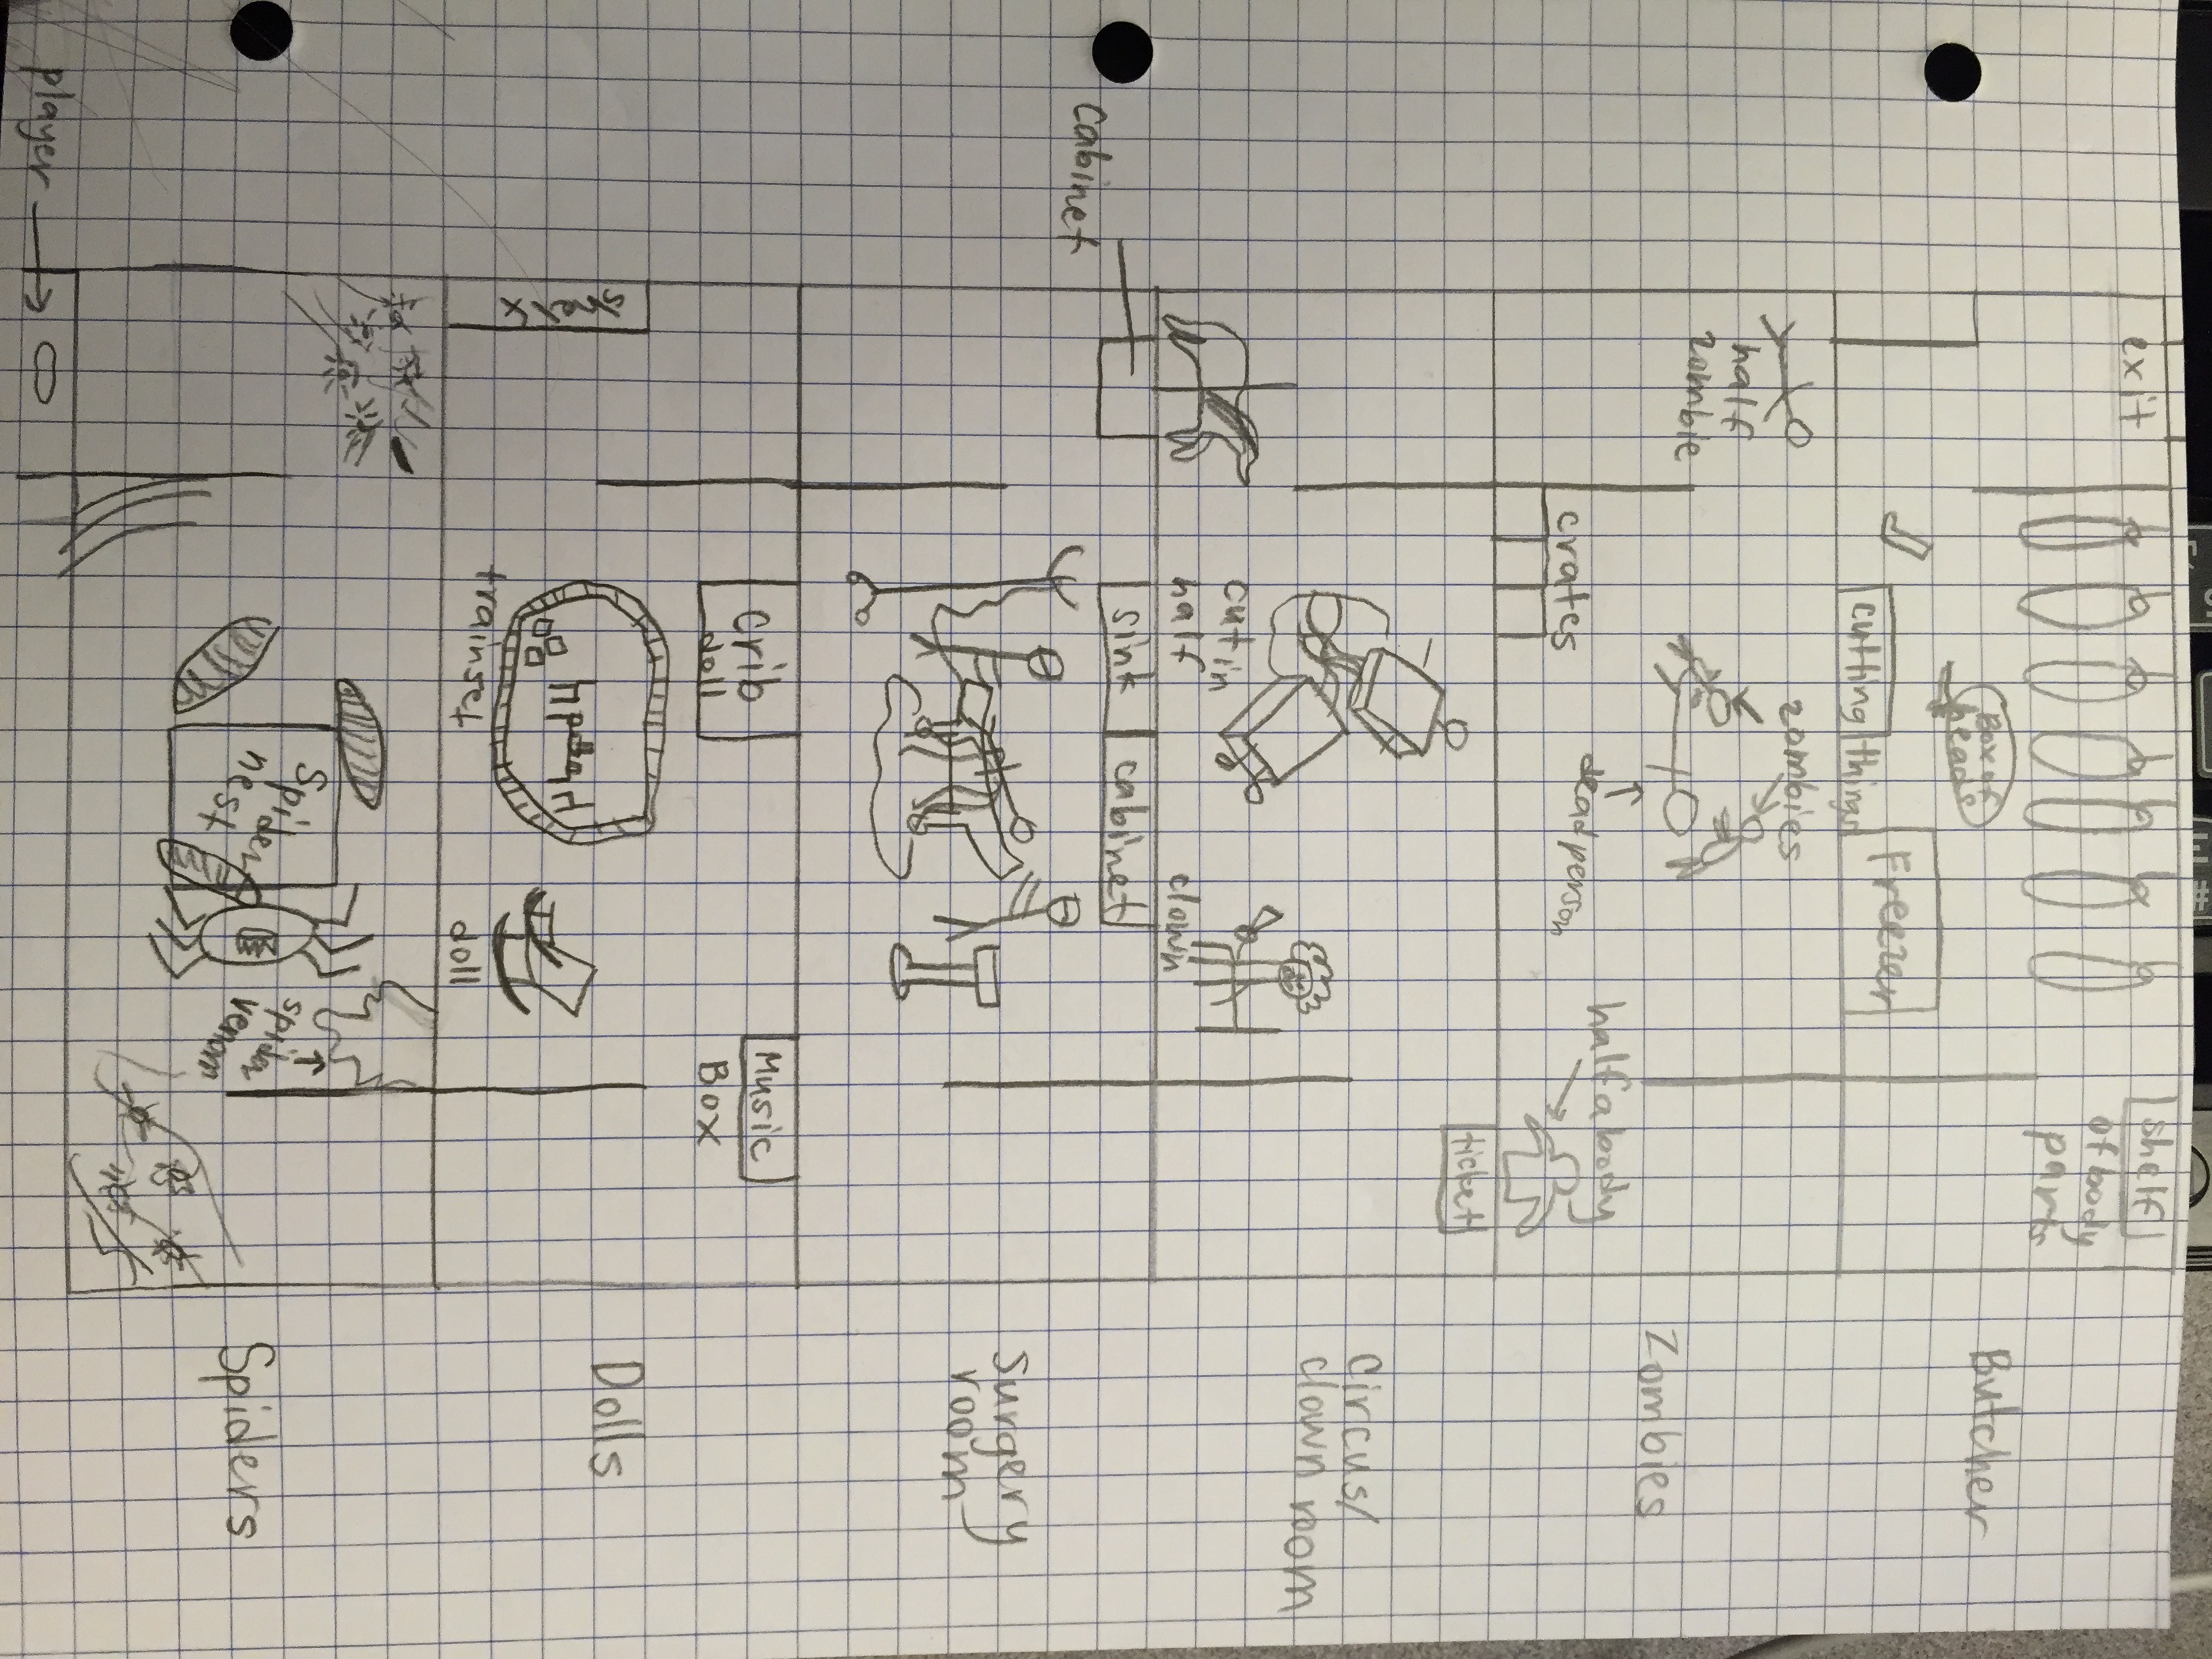 exit
shelf
of body
parts
Butcher
Box of
heads
Freezer
cutting things
zombies
half
zombie
Zombies
dead person
half a body
crates
ticket
Circus/
clown room
cut in
half
clown
sink
cabinet
cabinet
Surgery
room
crib
doll
Music
Box
shelf
Dolls
trainset
doll
Spider
nest
spider
venom
Spiders
player